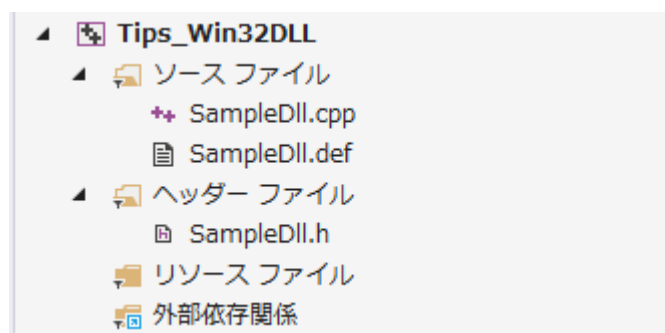 Tips_Win32DLL
ソース ファイル
SampleDll.cpp
SampleDll.def
ヘッダー ファイル
SampleDll.h
リソース ファイル
外部依存関係